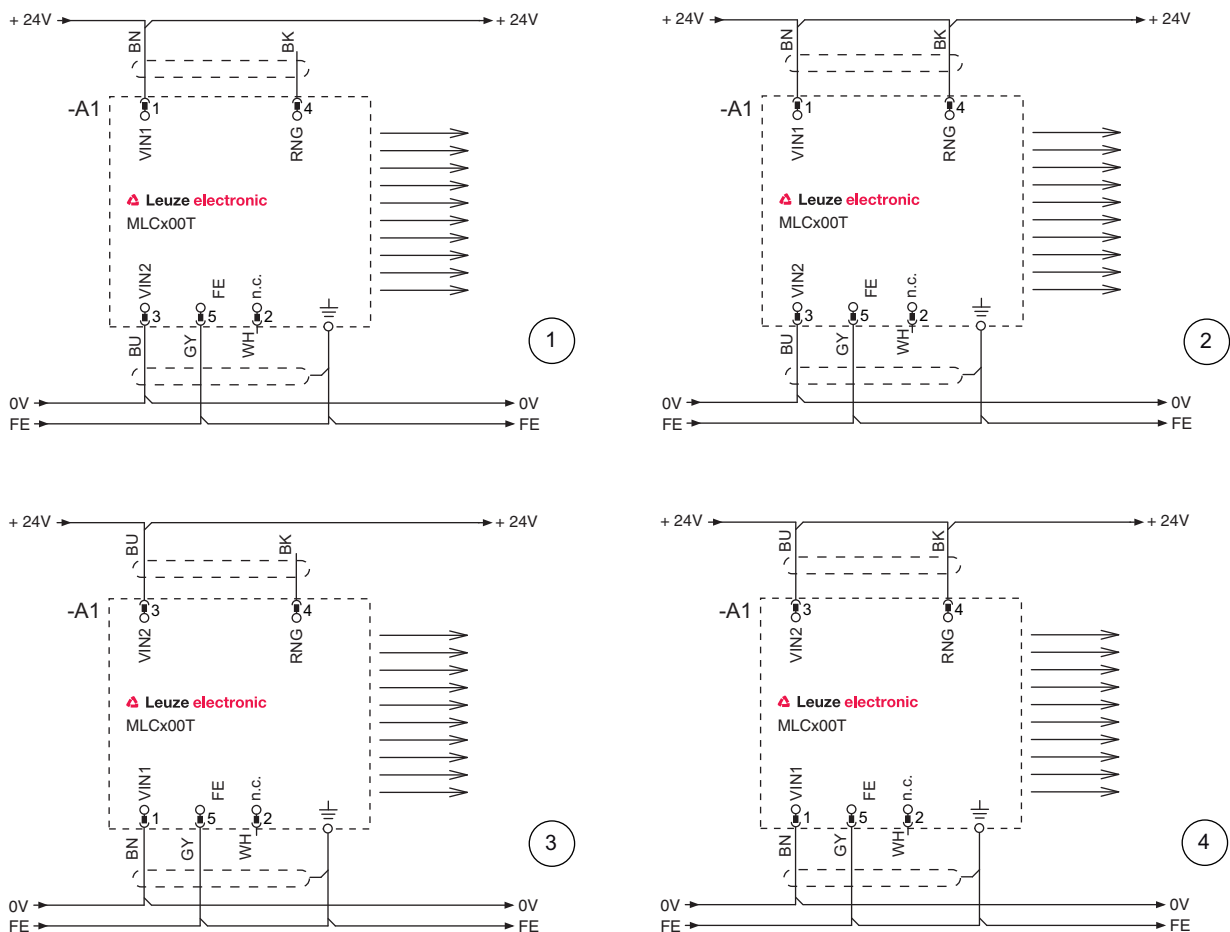 + 24V + 24V
BN BK
-A1 1 4
VIN1 RNG
Leuze electronic
MLCx00T
VIN2 FE n.c.
3 5 2
BU GY WH
1
0V 0V
FE FE
+ 24V + 24V
BN BK
-A1 1 4
VIN1 RNG
Leuze electronic
MLCx00T
VIN2 FE n.c.
3 5 2
BU GY WH
2
0V 0V
FE FE
+ 24V + 24V
BU BK
-A1 3 4
VIN2 RNG
Leuze electronic
MLCx00T
VIN1 FE n.c.
1 5 2
BN GY WH
3
0V 0V
FE FE
+ 24V + 24V
BU BK
-A1 3 4
VIN2 RNG
Leuze electronic
MLCx00T
VIN1 FE n.c.
1 5 2
BN GY WH
4
0V 0V
FE FE